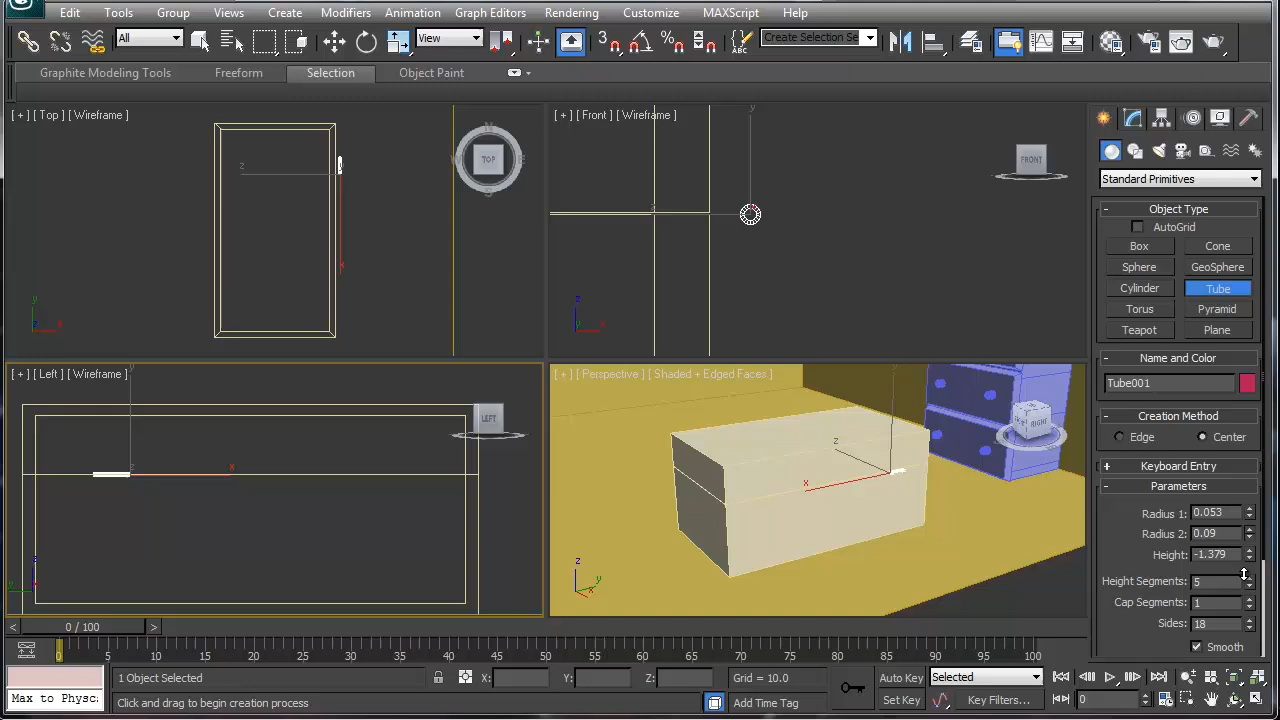 Edit Tools Group Views Create Modifiers Animation Graph Editors Rendering Customize MAXScript Help
All View Create Selection Se
Graphite Modeling Tools Freeform Selection Object Paint
[ + ] [ Top ] [ Wireframe ]
TOP
[ + ] [ Front ] [ Wireframe ]
FRONT
[ + ] [ Left ] [ Wireframe ]
LEFT
[ + ] [ Perspective ] [ Shaded + Edged Faces ]
RIGHT
Standard Primitives
Object Type
AutoGrid
Box Cone
Sphere GeoSphere
Cylinder Tube
Torus Pyramid
Teapot Plane
Name and Color
Tube001
Creation Method
Edge Center
Keyboard Entry
Parameters
Radius 1: 0.053
Radius 2: 0.09
Height: -1.379
Height Segments: 5
Cap Segments: 1
Sides: 18
Smooth
0 / 100
0 5 10 15 20 25 30 35 40 45 50 55 60 65 70 75 80 85 90 95 100
1 Object Selected X: Y: Z: Grid = 10.0 Auto Key Selected
Max to Physc Click and drag to begin creation process Add Time Tag Set Key Key Filters... 0